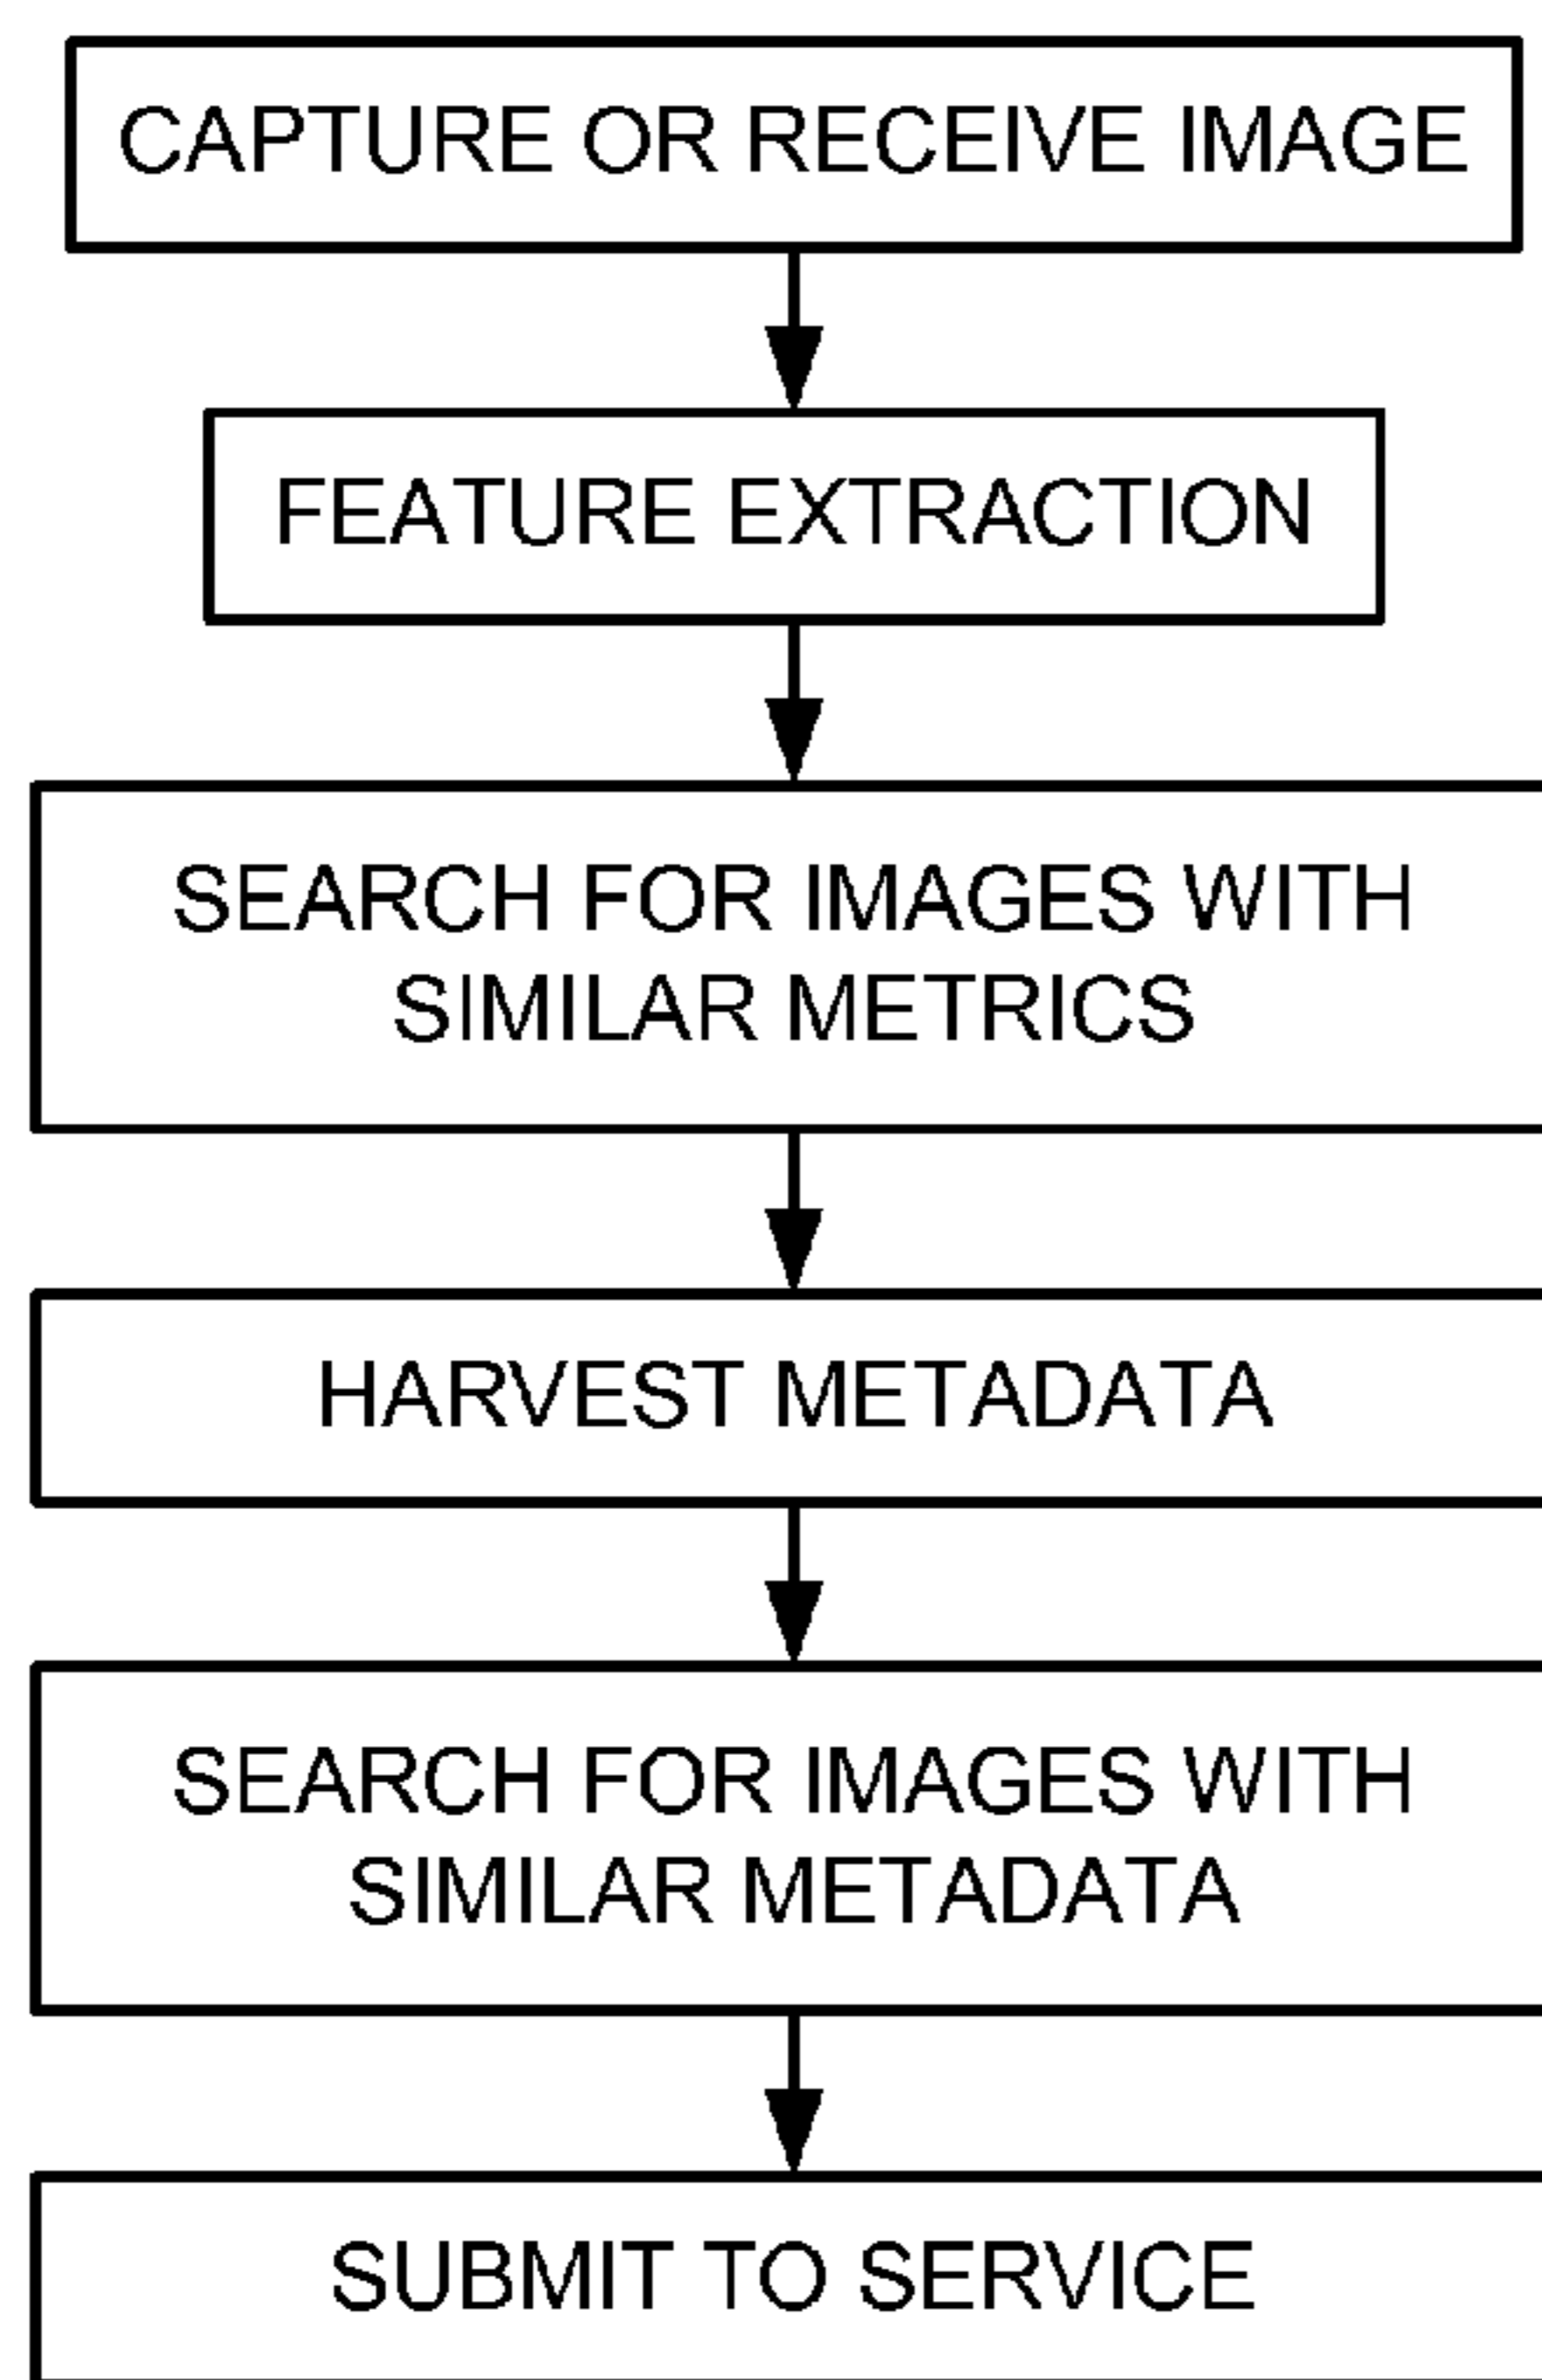 CAPTURE OR RECEIVE IMAGE
FEATURE EXTRACTION
SEARCH FOR IMAGES WITH
SIMILAR METRICS
HARVEST METADATA
SEARCH FOR IMAGES WITH
SIMILAR METADATA
SUBMIT TO SERVICE